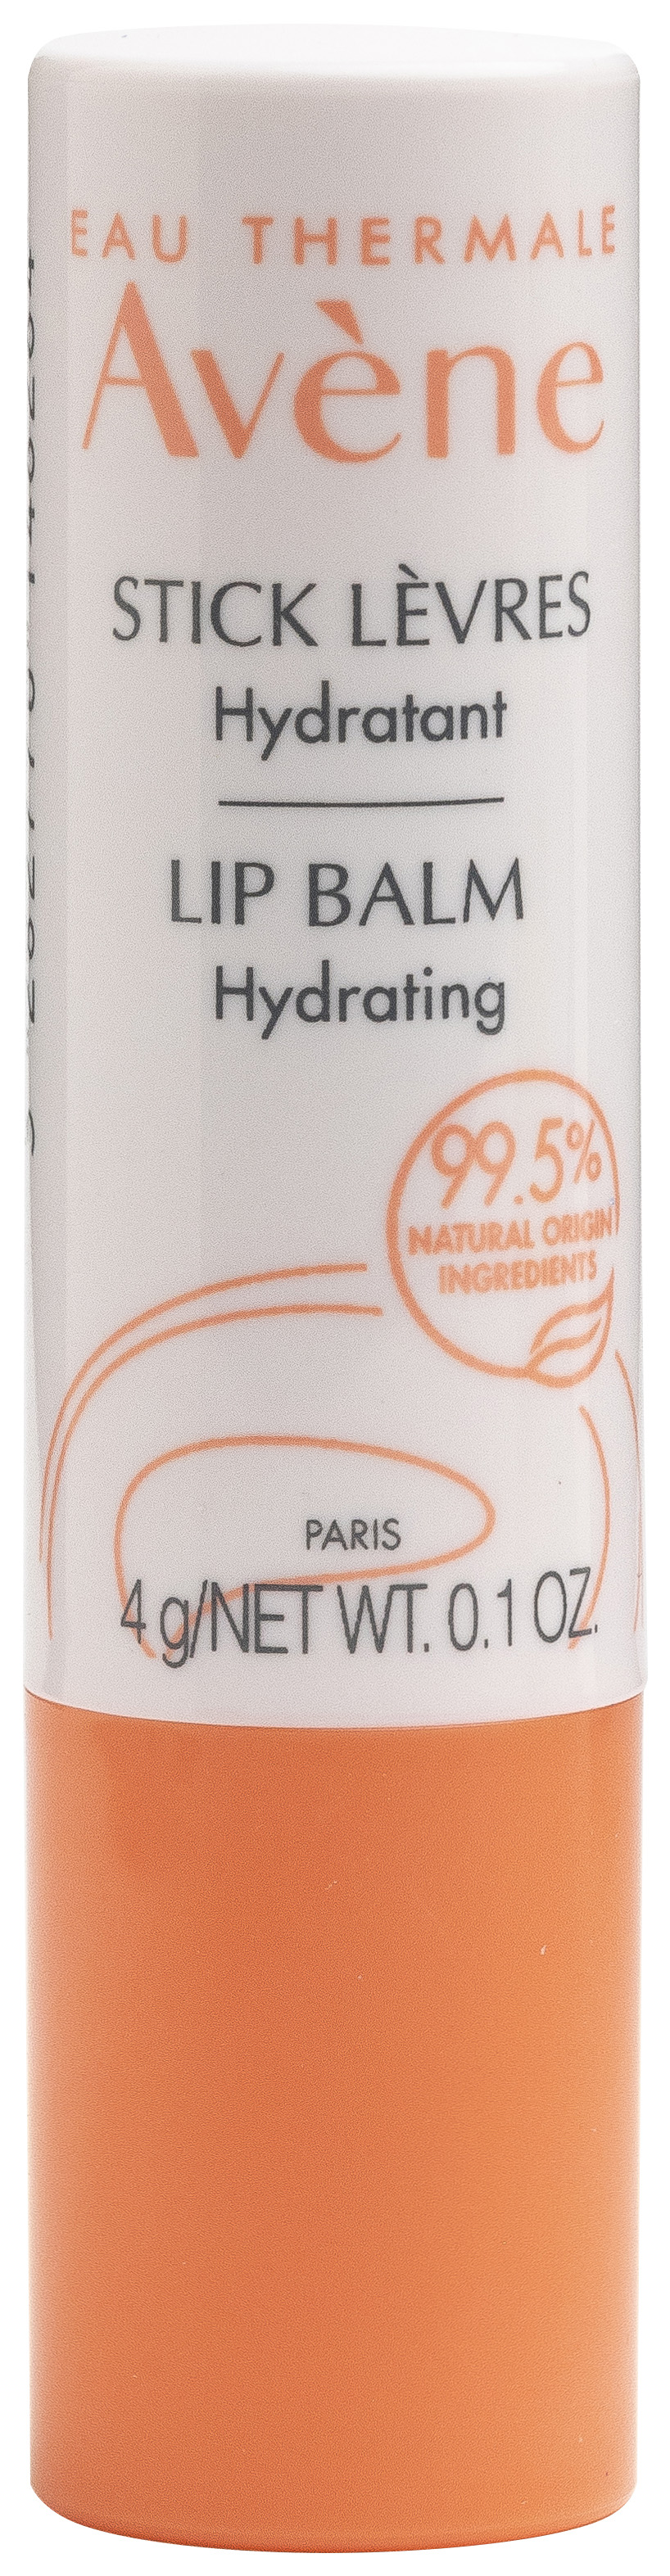 EAU THERMALE
Avène
STICK LÈVRES
Hydratant
LIP BALM
Hydrating
99.5%
NATURAL ORIGIN
INGREDIENTS
PARIS
4 g/NET WT. 0.1 OZ.